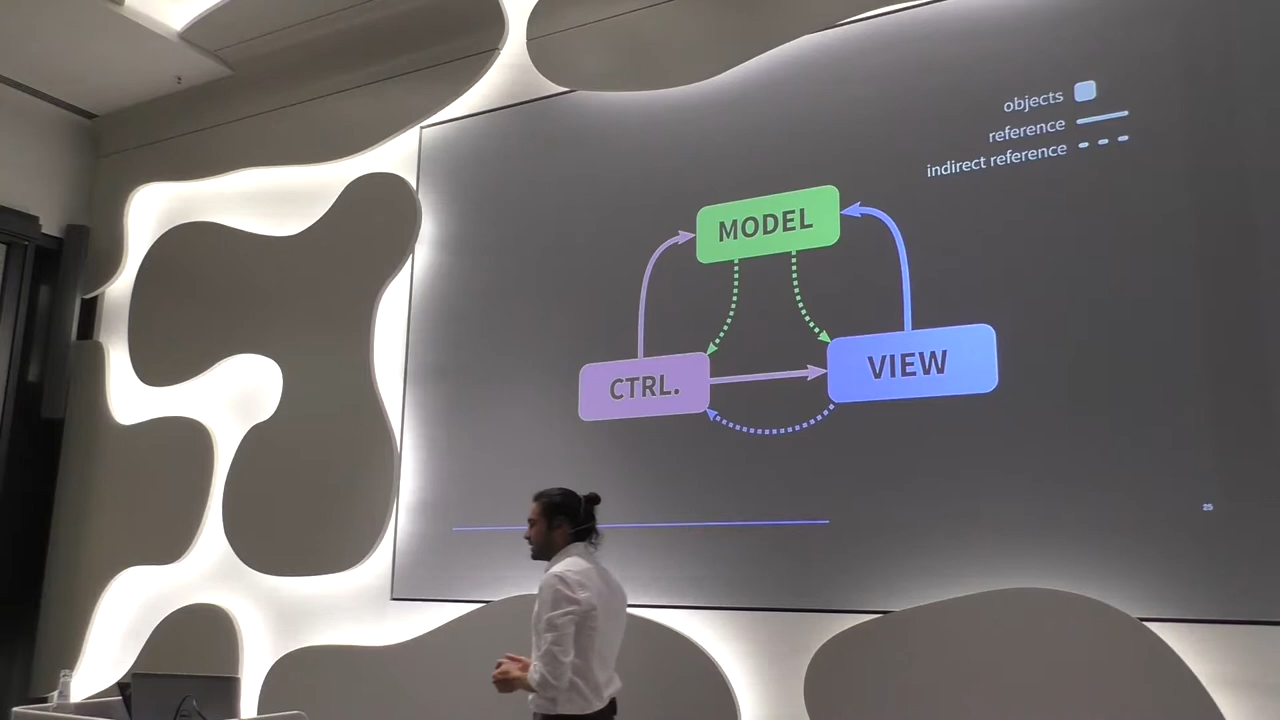 objects
reference
indirect reference
MODEL
CTRL.
VIEW
25